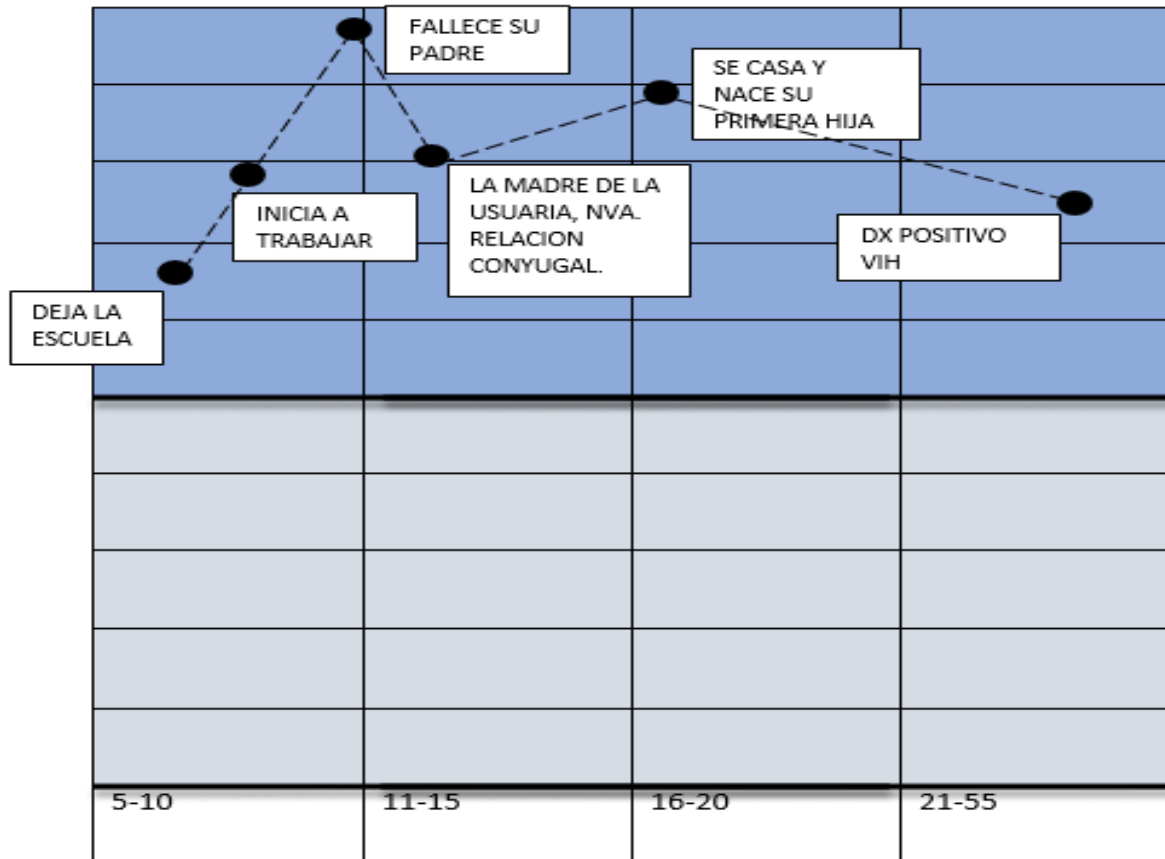 FALLECE SU
PADRE
SE CASA Y
NACE SU
PRIMERA HIJA
LA MADRE DE LA
USUARIA, NVA.
RELACION
CONYUGAL.
INICIA A
TRABAJAR
DX POSITIVO
VIH
DEJA LA
ESCUELA
5-10
11-15
16-20
21-55